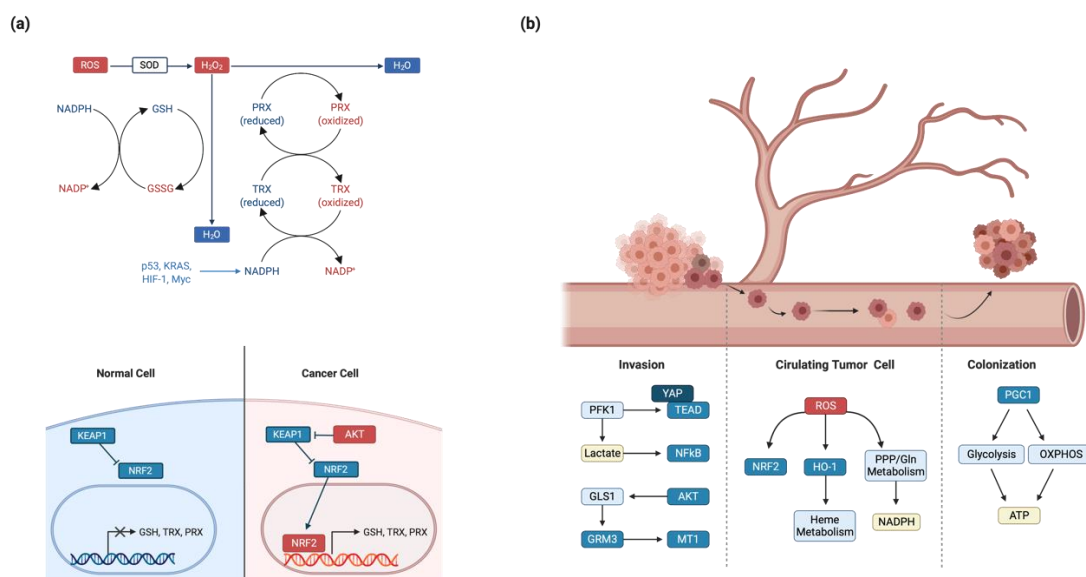 (a)
(b)
ROS
SOD
H₂O₂
H₂O
NADPH
GSH
NADP⁺
GSSG
H₂O
PRX
(reduced)
PRX
(oxidized)
TRX
(reduced)
TRX
(oxidized)
p53, KRAS,
HIF-1, Myc
NADPH
NADP⁺
Normal Cell
Cancer Cell
KEAP1
NRF2
GSH, TRX, PRX
KEAP1
AKT
NRF2
NRF2
GSH, TRX, PRX
Invasion
Cirulating Tumor Cell
Colonization
YAP
PFK1
TEAD
Lactate
NFkB
GLS1
AKT
GRM3
MT1
ROS
NRF2
HO-1
PPP/Gln
Metabolism
Heme
Metabolism
NADPH
PGC1
Glycolysis
OXPHOS
ATP